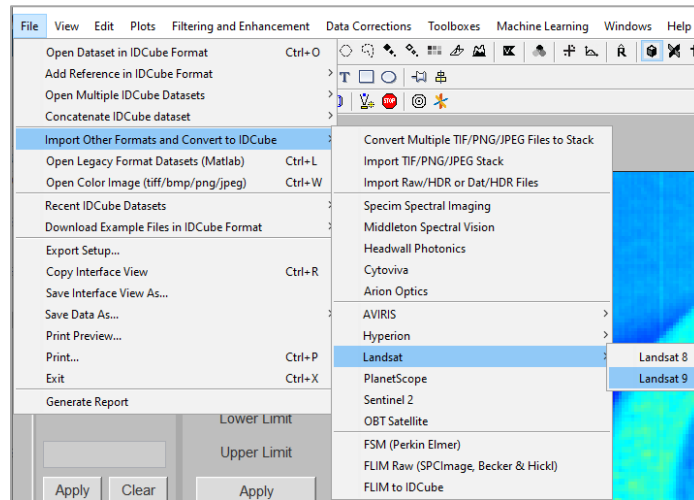 File View Edit Plots Filtering and Enhancement Data Corrections Toolboxes Machine Learning Windows Help
Open Dataset in IDCube Format Ctrl+O
Add Reference in IDCube Format
Open Multiple IDCube Datasets
Concatenate IDCube dataset
Import Other Formats and Convert to IDCube
Open Legacy Format Datasets (Matlab) Ctrl+L
Open Color Image (tiff/bmp/png/jpeg) Ctrl+W
Recent IDCube Datasets
Download Example Files in IDCube Format
Export Setup...
Copy Interface View Ctrl+R
Save Interface View As...
Save Data As...
Print Preview...
Print... Ctrl+P
Exit Ctrl+X
Generate Report
T
STOP
R̂
Convert Multiple TIF/PNG/JPEG Files to Stack
Import TIF/PNG/JPEG Stack
Import Raw/HDR or Dat/HDR Files
Specim Spectral Imaging
Middleton Spectral Vision
Headwall Photonics
Cytoviva
Arion Optics
AVIRIS
Hyperion
Landsat
PlanetScope
Sentinel 2
OBT Satellite
FSM (Perkin Elmer)
FLIM Raw (SPCImage, Becker & Hickl)
FLIM to IDCube
Landsat 8
Landsat 9
Lower Limit
Upper Limit
Apply Clear Apply